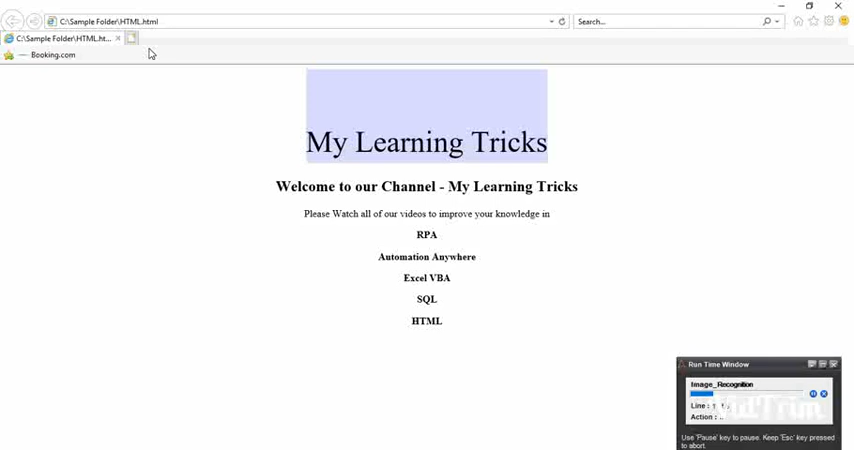 C:\Sample Folder\HTML.html
Search...
C:\Sample Folder\HTML.ht...
Booking.com
My Learning Tricks
Welcome to our Channel - My Learning Tricks
Please Watch all of our videos to improve your knowledge in
RPA
Automation Anywhere
Excel VBA
SQL
HTML
Run Time Window
Image_Recognition
Line :
Action :
VidTrim
Use 'Pause' key to pause. Keep 'Esc' key pressed
to abort.